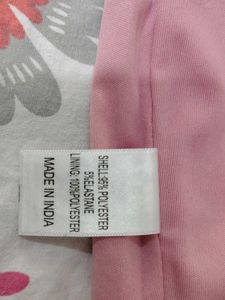 SHELL:95% POLYESTER
5%ELASTANE
LINING: 100%POLYESTER
MADE IN INDIA